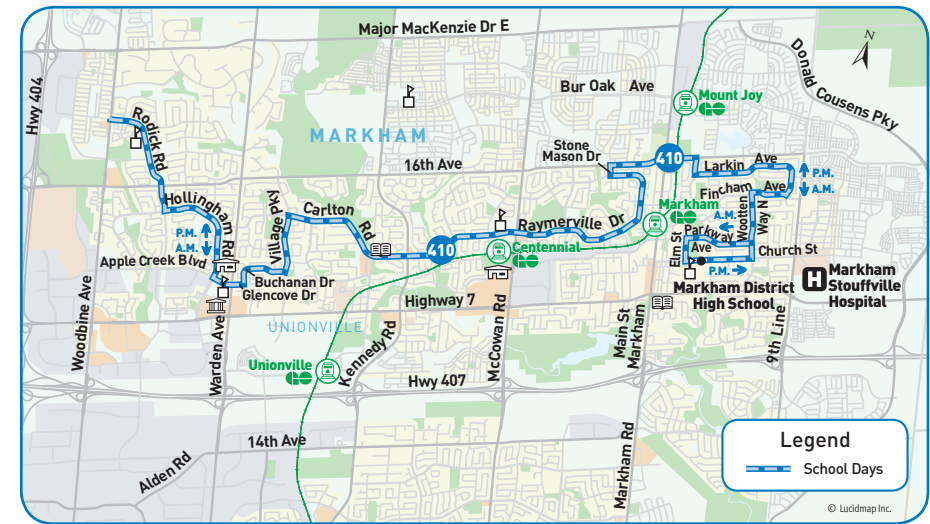 Major MacKenzie Dr E
N
Donald
Cousens Pky
Hwy 404
Bur Oak Ave
Mount Joy
Rodick Rd
MARKHAM
Stone
Mason Dr
410
16th Ave
Larkin Ave
P.M.
A.M.
Fincham Ave
Hollingham Rd
Village Pky
Carlton Rd
Raymerville Dr
Markham
A.M.
Wootten
Way N
P.M.
A.M.
410
Centennial
Elm St
Parkway
Ave
Church St
P.M.
Apple Creek Blvd
Buchanan Dr
Glencove Dr
Markham District
High School
H
Markham
Stouffville
Hospital
Woodbine Ave
Highway 7
UNIONVILLE
Warden Ave
Kennedy Rd
McCowan Rd
Main St
Markham
9th Line
Unionville
Hwy 407
14th Ave
Alden Rd
Markham Rd
Legend
School Days
© Lucidmap Inc.